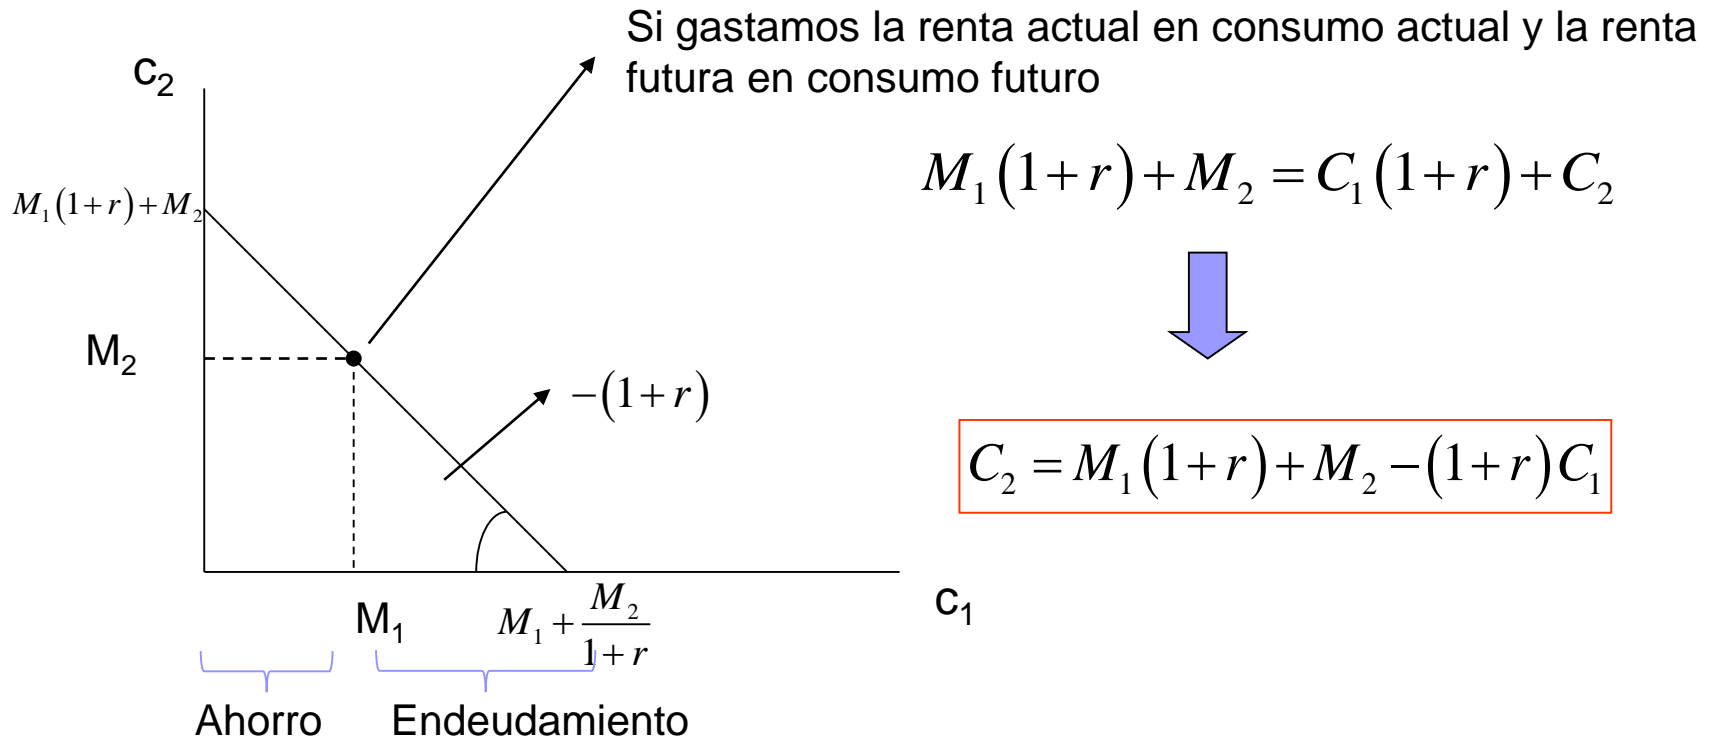 Si gastamos la renta actual en consumo actual y la renta
futura en consumo futuro
c₂
M₁(1+r)+M₂=C₁(1+r)+C₂
M₁(1+r)+M₂
M₂
−(1+r)
C₂=M₁(1+r)+M₂−(1+r)C₁
c₁
M₁
M₁+M₂/1+r
Ahorro
Endeudamiento